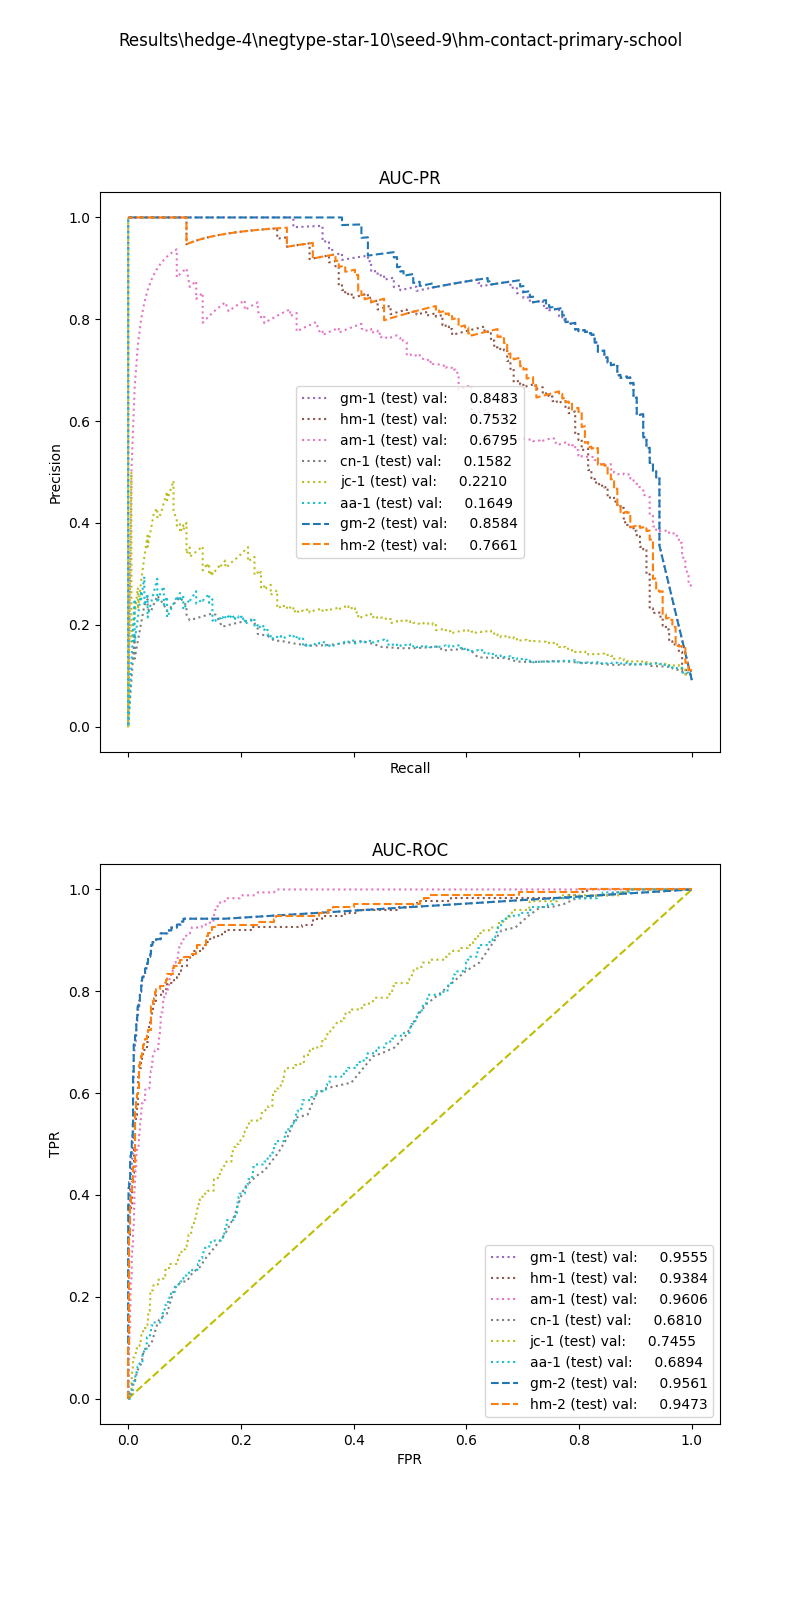 Results\hedge-4\negtype-star-10\seed-9\hm-contact-primary-school
AUC-PR
1.0
0.8
0.6
0.4
0.2
0.0
Precision
gm-1 (test) val: 0.8483
hm-1 (test) val: 0.7532
am-1 (test) val: 0.6795
cn-1 (test) val: 0.1582
jc-1 (test) val: 0.2210
aa-1 (test) val: 0.1649
gm-2 (test) val: 0.8584
hm-2 (test) val: 0.7661
Recall
AUC-ROC
1.0
0.8
0.6
0.4
0.2
0.0
TPR
gm-1 (test) val: 0.9555
hm-1 (test) val: 0.9384
am-1 (test) val: 0.9606
cn-1 (test) val: 0.6810
jc-1 (test) val: 0.7455
aa-1 (test) val: 0.6894
gm-2 (test) val: 0.9561
hm-2 (test) val: 0.9473
0.0 0.2 0.4 0.6 0.8 1.0
FPR